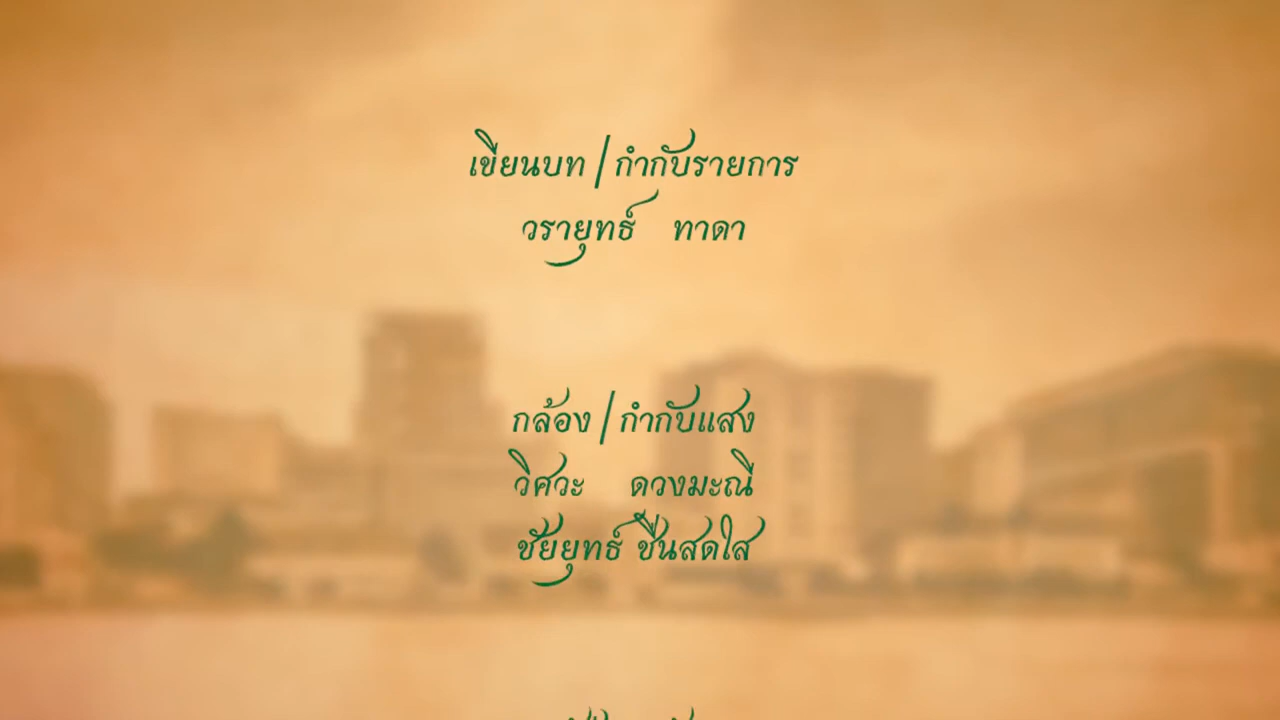 เขียนบท / กำกับรายการ
วรายุทธ์ ทาดา
กล้อง / กำกับแสง
วิศวะ ดวงมะณี
ชัยยุทธ์ ชื่นสดใส